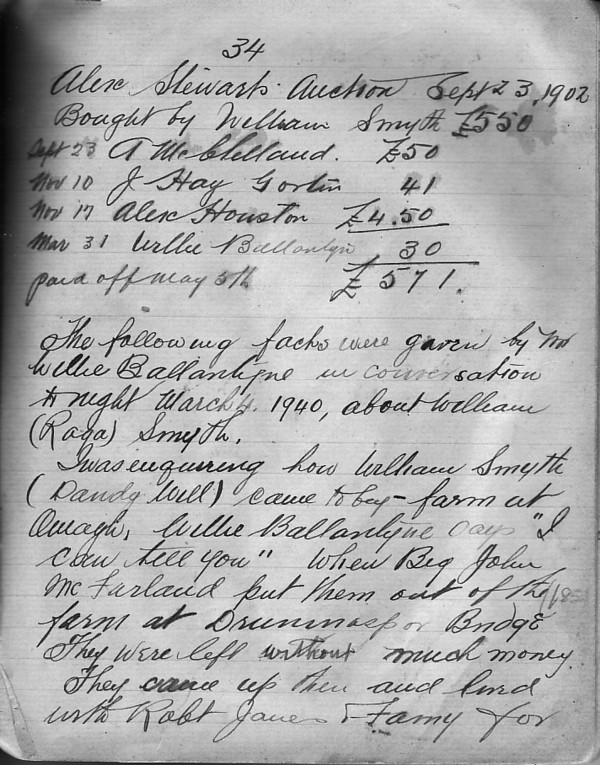 34
Alex Stewarts Auction Sept 23, 1902
Bought by William Smyth £550
Sept 23 A McClelland. £50
Nov 10 J Hay Gortin 41
Nov 17 Alex Houston £4.50
Mar 31 Willie Ballantyn 30
paid off May 5th £571.
The following facts were given by Mr
Willie Ballantyne in conversation
tonight March 4. 1940, about William
(Raga) Smyth.
I was enquiring how William Smyth
(Dandy Will) came to buy farm at
Omagh, Willie Ballantyne says "I
can tell you" When Big John
McFarland put them out of the
farm at Bridge
They were left without much money.
They came up then and lived
with Robt James & Famy for